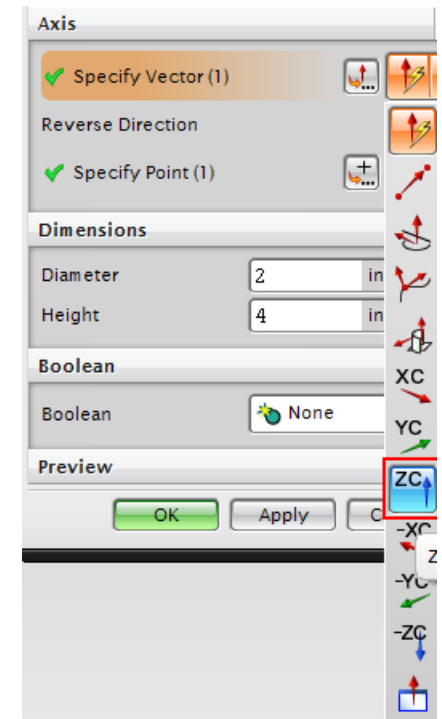 Axis
Specify Vector (1)
Reverse Direction
Specify Point (1)
Dimensions
Diameter 2 in
Height 4 in
Boolean
Boolean None
Preview
OK Apply C
XC
YC
ZC
-XC
Z
-YC
-ZC